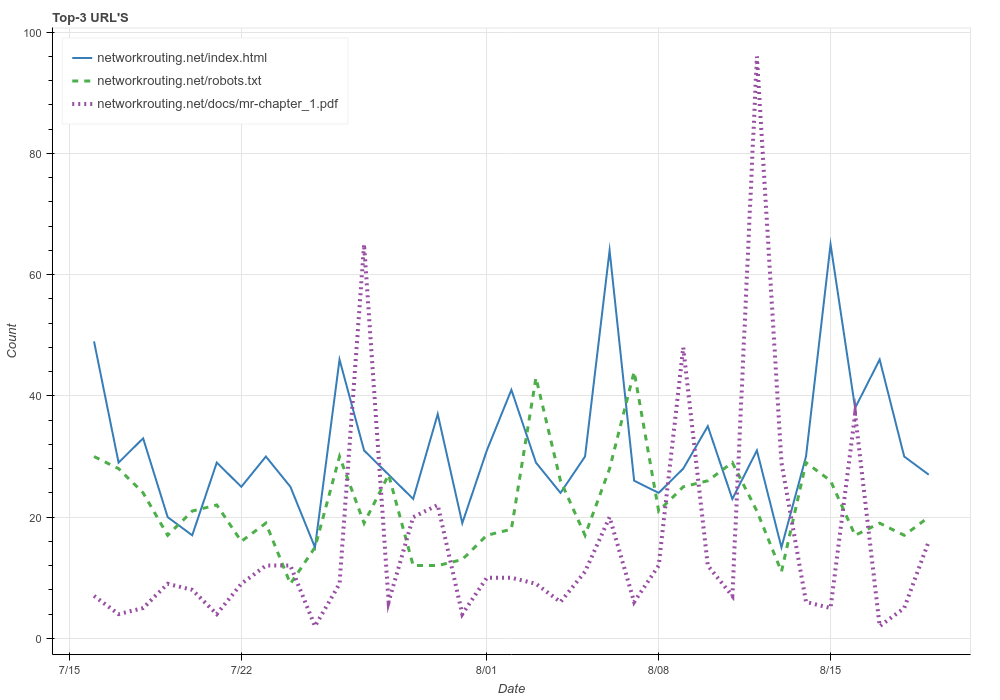 Top-3 URL'S
networkrouting.net/index.html
networkrouting.net/robots.txt
networkrouting.net/docs/mr-chapter_1.pdf
100
80
60
40
20
0
Count
7/15 7/22 8/01 8/08 8/15
Date